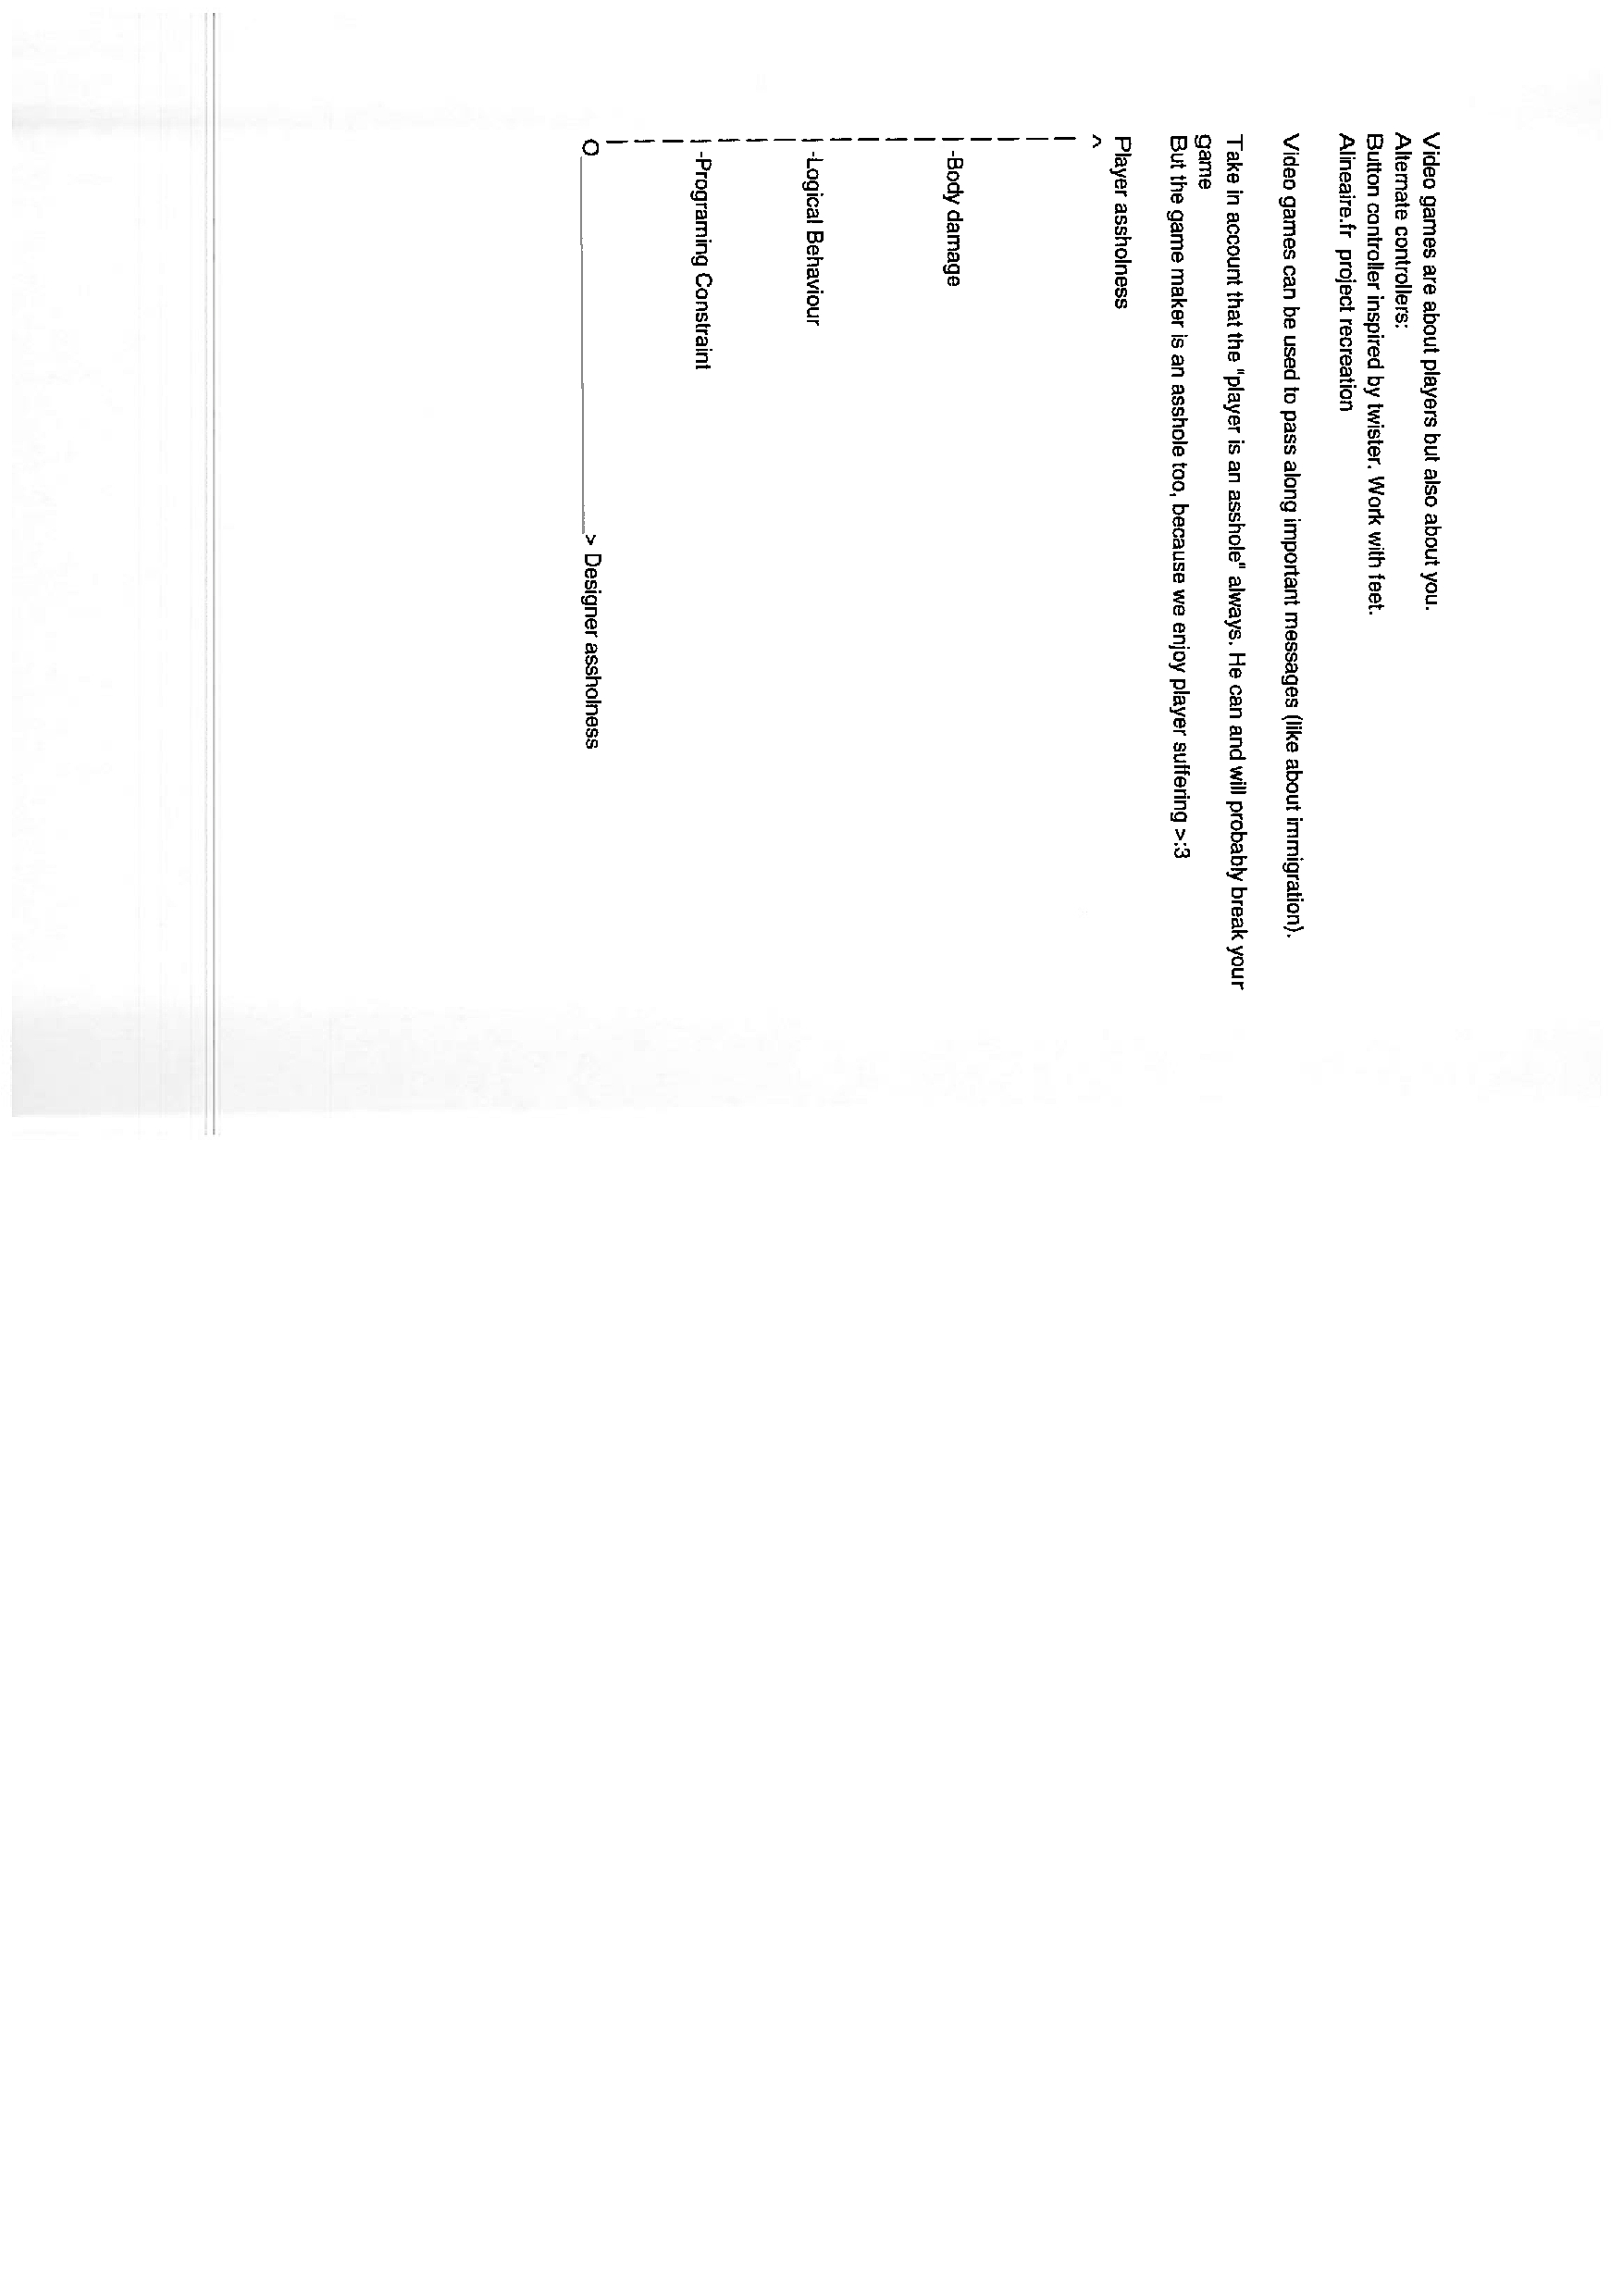 Video games are about players but also about you.
Alternate controllers:
Button controller inspired by twister. Work with feet.
Alineaire.fr project recreation
Video games can be used to pass along important messages (like about immigration).
Take in account that the "player is an asshole" always. He can and will probably break your
game
But the game maker is an asshole too, because we enjoy player suffering >:3
Player assholness
^
|
|
|
|
| -Body damage
|
|
|
|
| -Logical Behaviour
|
|
|
| -Programing Constraint
|
|
|
O______________> Designer assholness